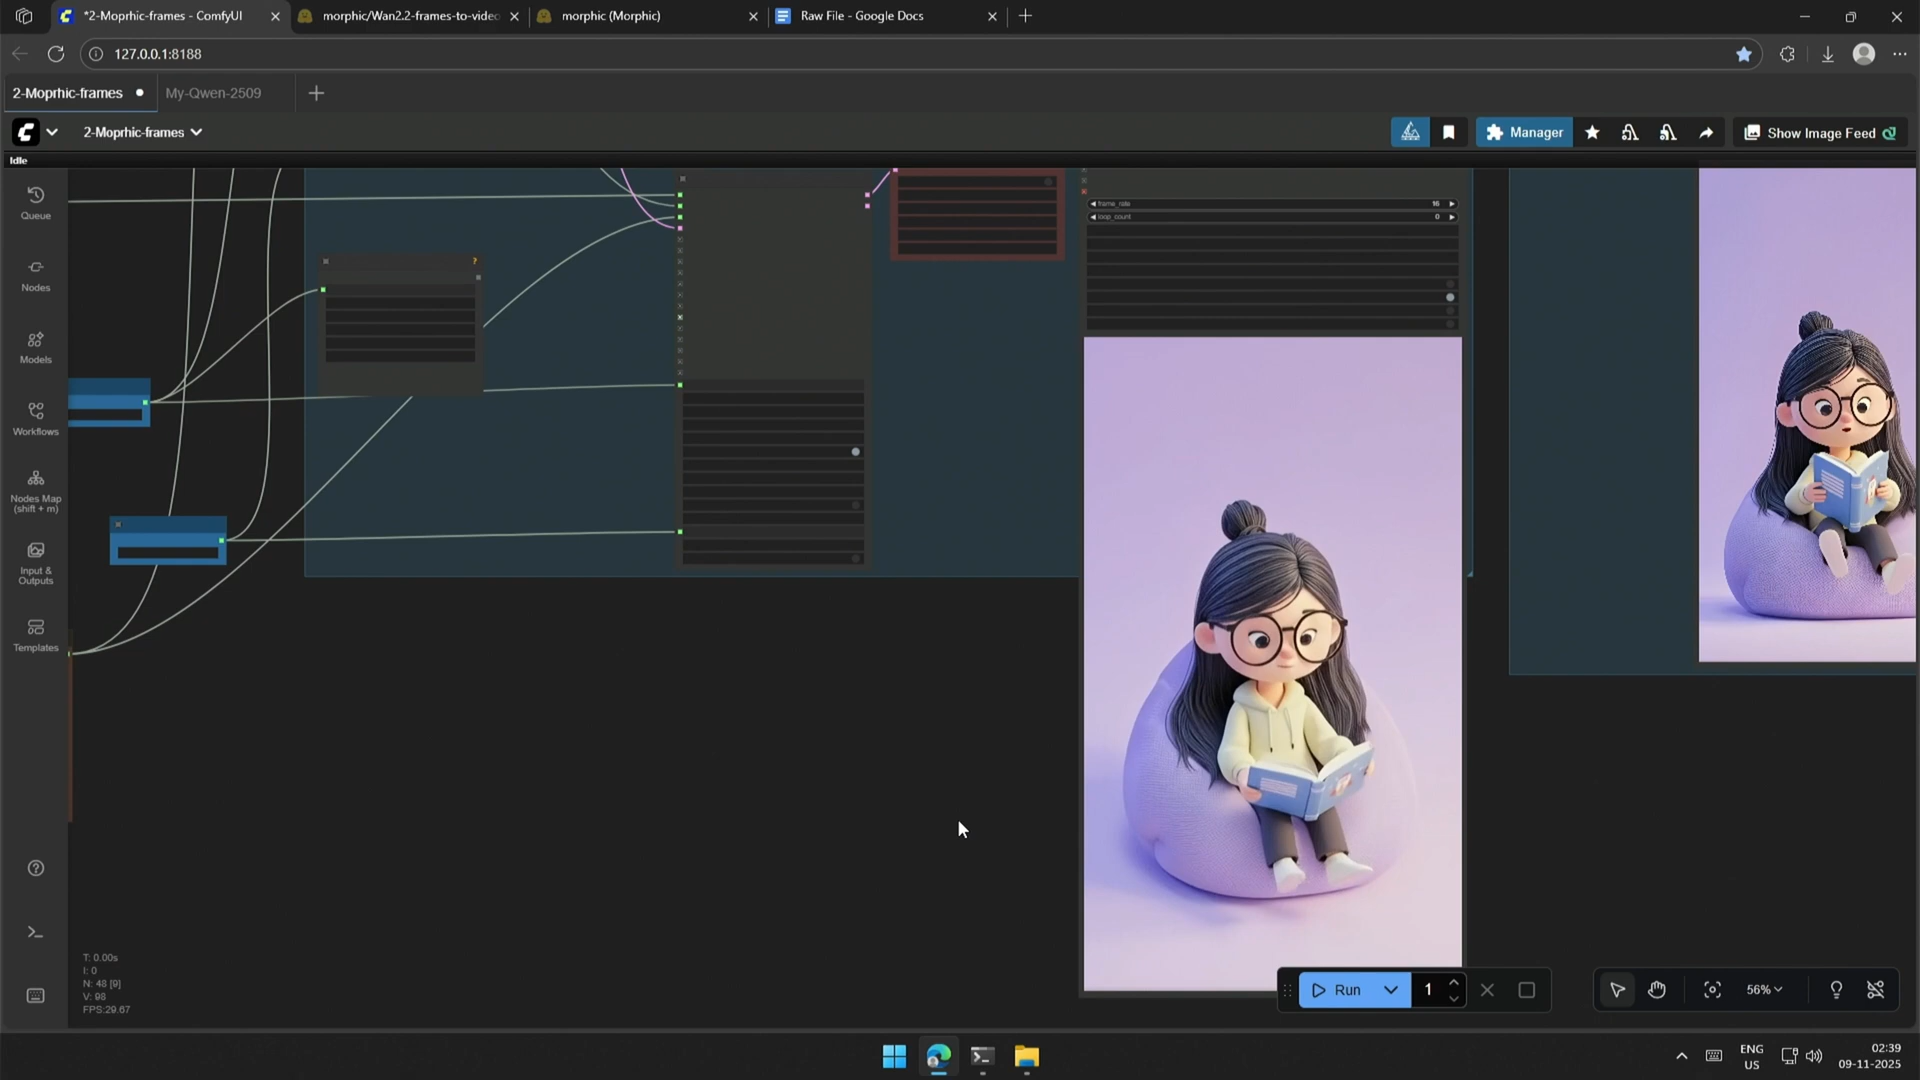 *2-Moprhic-frames - ComfyUI
morphic/Wan2.2-frames-to-video
morphic (Morphic)
Raw File - Google Docs
127.0.0.1:8188
2-Moprhic-frames
My-Qwen-2509
2-Moprhic-frames
Manager
Show Image Feed
Idle
Queue
Nodes
Models
Workflows
Nodes Map
(shift + m)
Input &
Outputs
Templates
?
frame_rate 16
loop_count 0
T: 0.00s
I: 0
N: 48 [9]
V: 98
FPS:29.67
Run
1
56%
ENG
US
02:39
09-11-2025